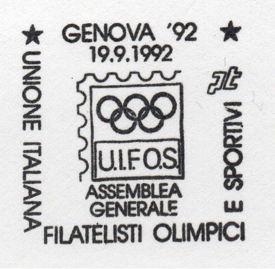 GENOVA '92
19.9.1992
UNIONE ITALIANA
pt
U.I.F.O.S.
ASSEMBLEA
GENERALE
FILATELISTI OLIMPICI
E SPORTIVI